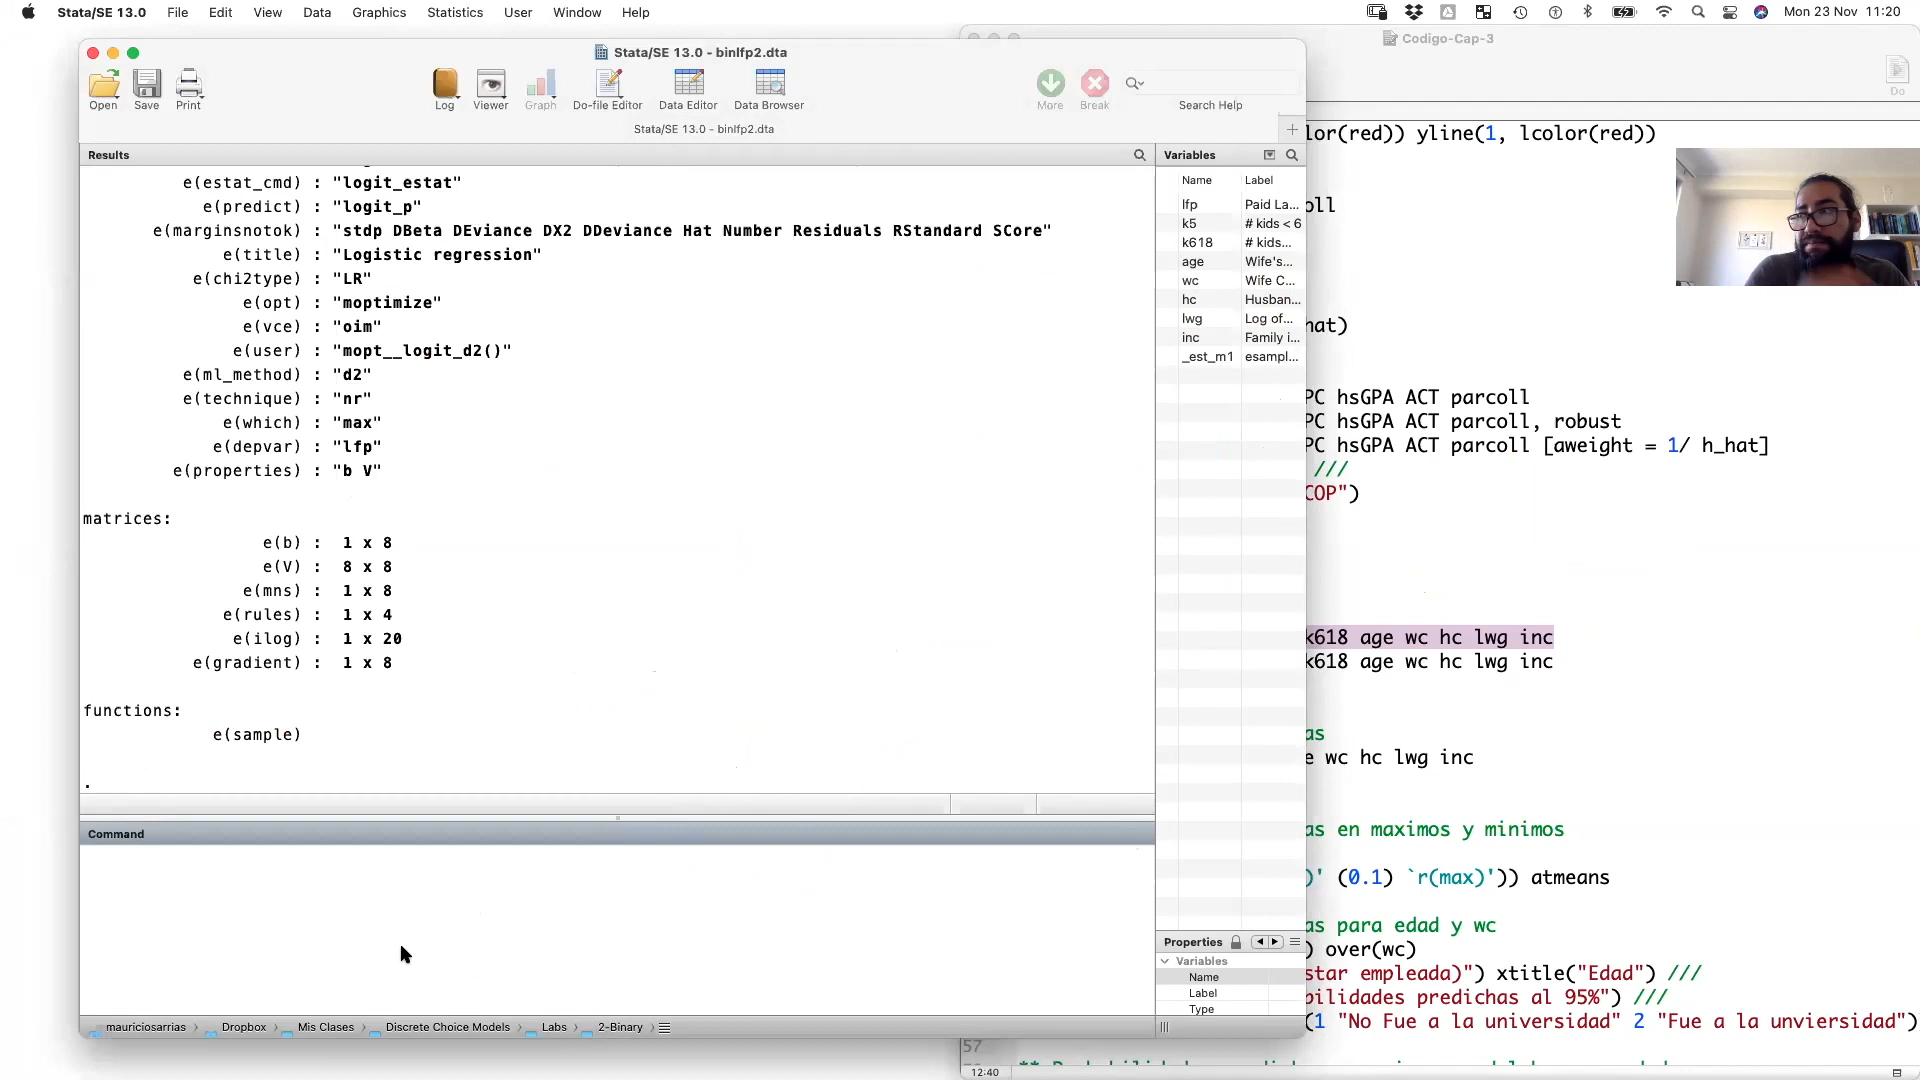 Stata/SE 13.0 File Edit View Data Graphics Statistics User Window Help Mon 23 Nov 11:20
Codigo-Cap-3
Stata/SE 13.0 - binlfp2.dta
Open Save Print Log Viewer Graph Do-file Editor Data Editor Data Browser More Break Search Help
Do
Stata/SE 13.0 - binlfp2.dta
Results
e(estat_cmd) : "logit_estat"
e(predict) : "logit_p"
e(marginsnotok) : "stdp DBeta DEviance DX2 DDeviance Hat Number Residuals RStandard SCore"
e(title) : "Logistic regression"
e(chi2type) : "LR"
e(opt) : "moptimize"
e(vce) : "oim"
e(user) : "mopt__logit_d2()"
e(ml_method) : "d2"
e(technique) : "nr"
e(which) : "max"
e(depvar) : "lfp"
e(properties) : "b V"
matrices:
e(b) : 1 x 8
e(V) : 8 x 8
e(mns) : 1 x 8
e(rules) : 1 x 4
e(ilog) : 1 x 20
e(gradient) : 1 x 8
functions:
e(sample)
.
Command
mauriciosarrias Dropbox Mis Clases Discrete Choice Models Labs 2-Binary
Variables
Name Label
lfp Paid La...
k5 # kids < 6
k618 # kids...
age Wife's...
wc Wife C...
hc Husban...
lwg Log of...
inc Family i...
_est_m1 esampl...
Properties
Variables
Name
Label
Type
lor(red)) yline(1, lcolor(red))
oll
hat)
PC hsGPA ACT parcoll
PC hsGPA ACT parcoll, robust
PC hsGPA ACT parcoll [aweight = 1/ h_hat]
///
COP")
k618 age wc hc lwg inc
k618 age wc hc lwg inc
as
e wc hc lwg inc
as en maximos y minimos
)' (0.1) `r(max)')) atmeans
as para edad y wc
) over(wc)
star empleada)") xtitle("Edad") ///
bilidades predichas al 95%") ///
(1 "No Fue a la universidad" 2 "Fue a la unviersidad")
57
12:40